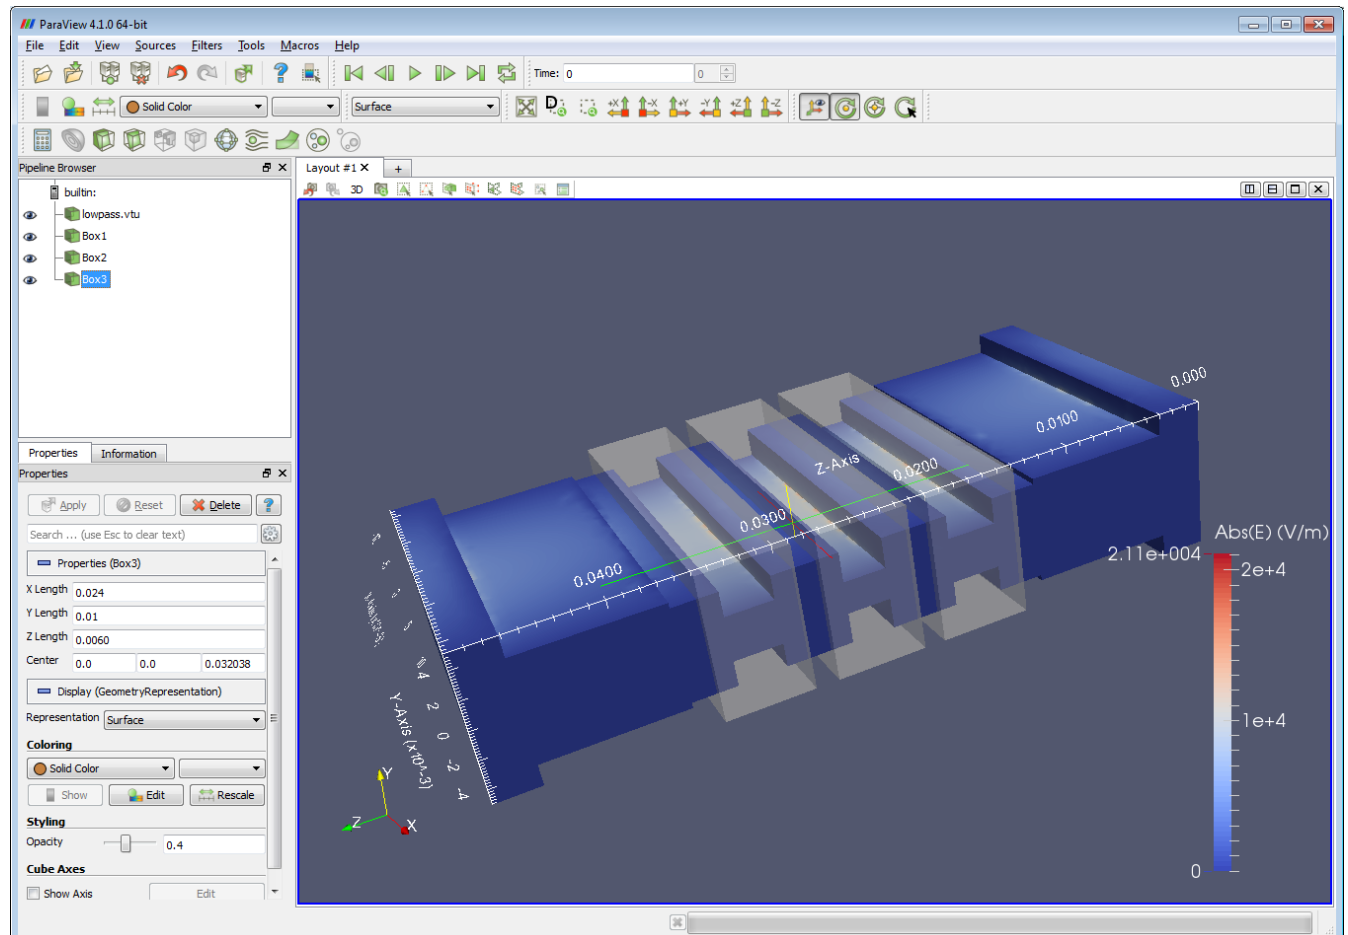 ParaView 4.1.0 64-bit
File Edit View Sources Filters Tools Macros Help
Time: 0 0
Solid Color Surface
Pipeline Browser
Layout #1 X +
3D
builtin:
lowpass.vtu
Box1
Box2
Box3
Properties Information
Properties
Apply Reset Delete ?
Search ... (use Esc to clear text)
Properties (Box3)
X Length 0.024
Y Length 0.01
Z Length 0.0060
Center 0.0 0.0 0.032038
Display (GeometryRepresentation)
Representation Surface
Coloring
Solid Color
Show Edit Rescale
Styling
Opacity 0.4
Cube Axes
Show Axis Edit
0.000
0.0100
Z-Axis
0.0200
0.0300
0.0400
4
2
0
-2
-4
Y-Axis (x10^-3)
Y
Z
X
Abs(E) (V/m)
2.11e+004
2e+4
1e+4
0